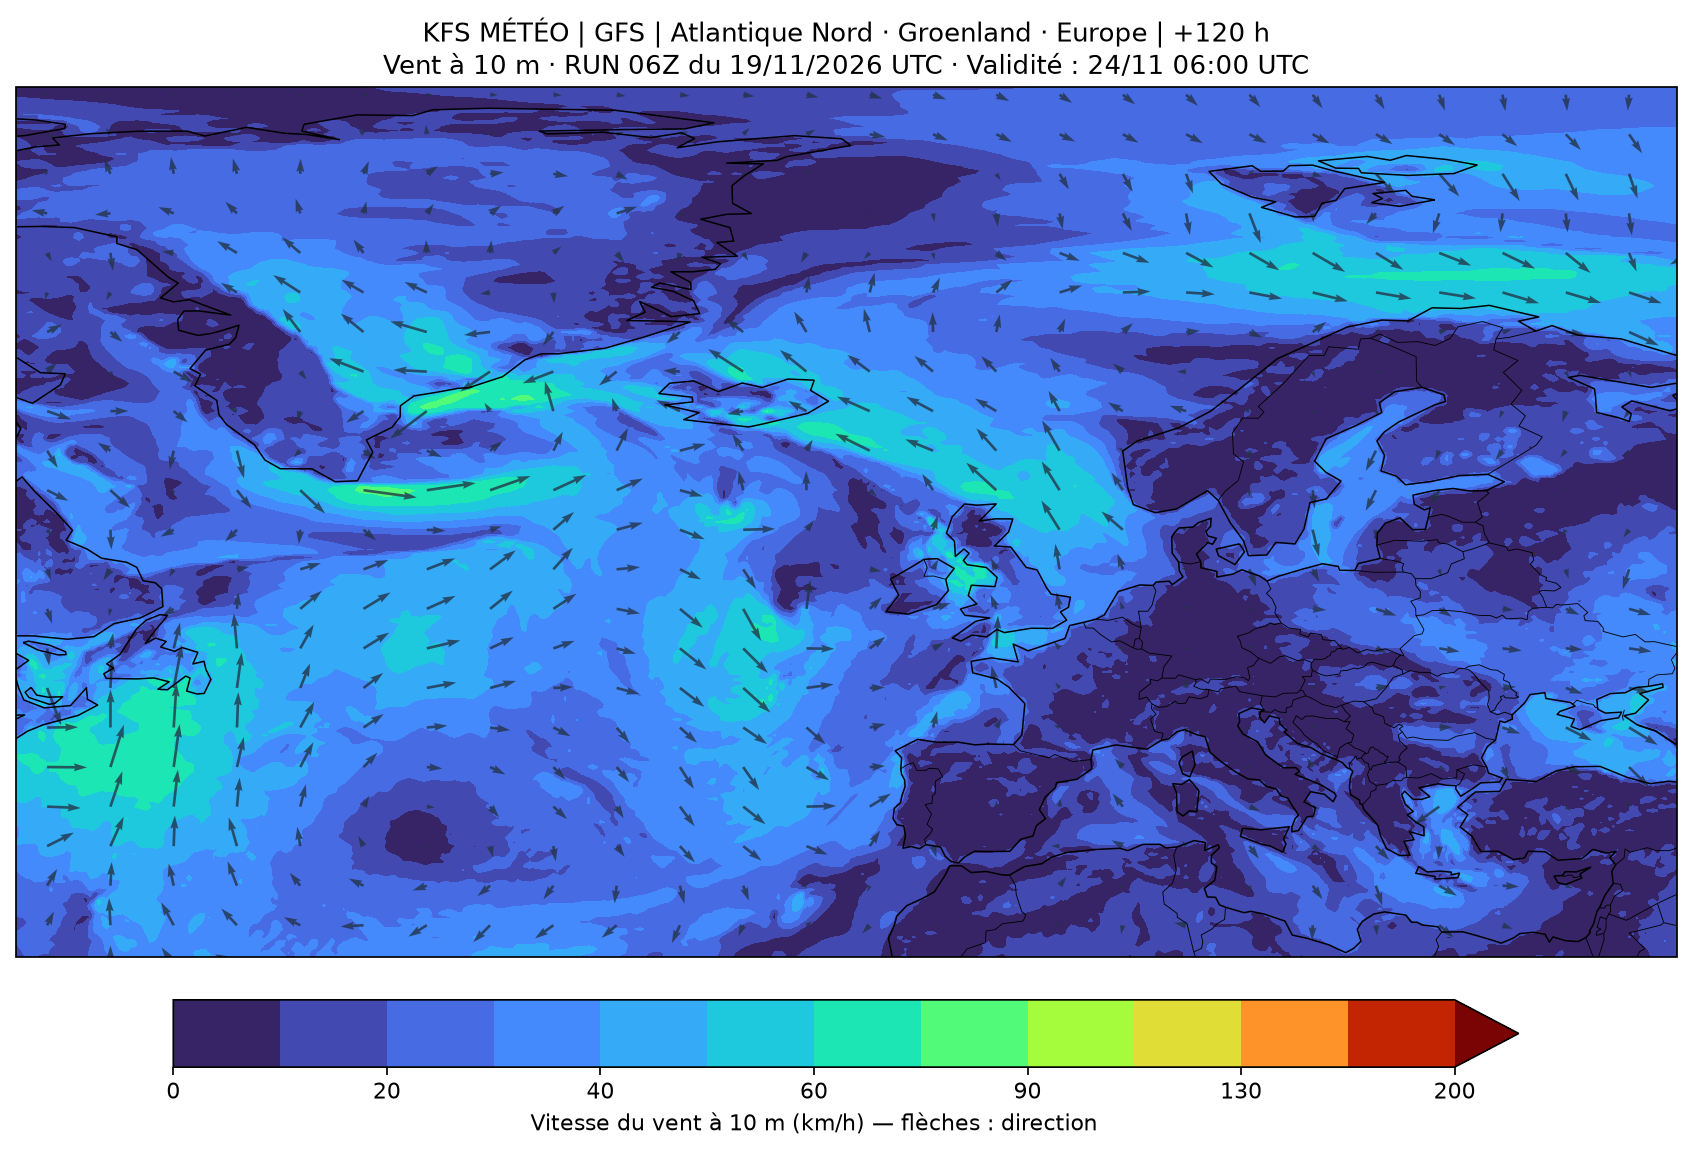 KFS MÉTÉO | GFS | Atlantique Nord · Groenland · Europe | +120 h
Vent à 10 m · RUN 06Z du 19/11/2026 UTC · Validité : 24/11 06:00 UTC
0 20 40 60 90 130 200
Vitesse du vent à 10 m (km/h) — flèches : direction